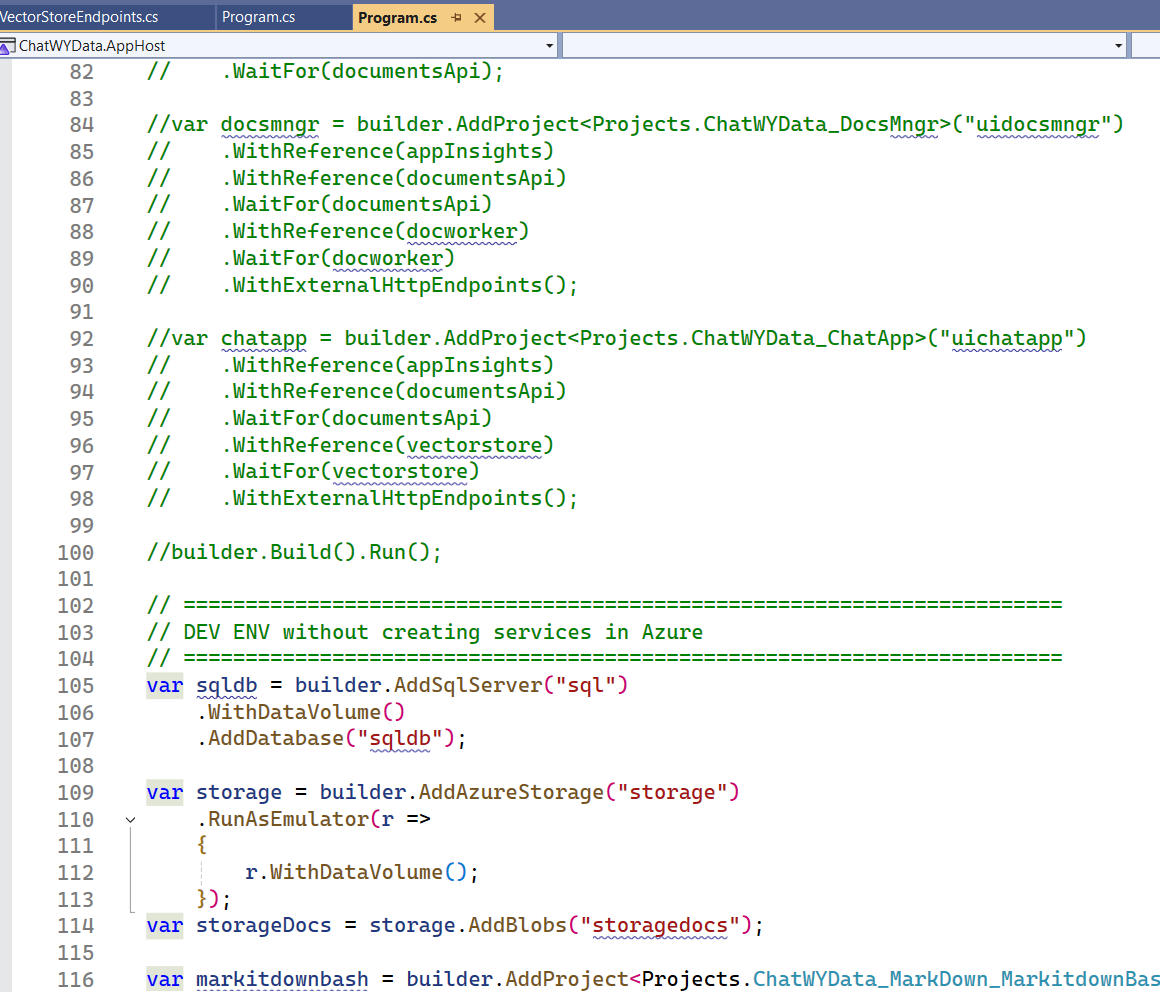 VectorStoreEndpoints.cs Program.cs Program.cs
ChatWYData.AppHost
82 //    .WaitFor(documentsApi);
83
84 //var docsmngr = builder.AddProject<Projects.ChatWYData_DocsMngr>("uidocsmngr")
85 //    .WithReference(appInsights)
86 //    .WithReference(documentsApi)
87 //    .WaitFor(documentsApi)
88 //    .WithReference(docworker)
89 //    .WaitFor(docworker)
90 //    .WithExternalHttpEndpoints();
91
92 //var chatapp = builder.AddProject<Projects.ChatWYData_ChatApp>("uichatapp")
93 //    .WithReference(appInsights)
94 //    .WithReference(documentsApi)
95 //    .WaitFor(documentsApi)
96 //    .WithReference(vectorstore)
97 //    .WaitFor(vectorstore)
98 //    .WithExternalHttpEndpoints();
99
100 //builder.Build().Run();
101
102 // =======================================================================
103 // DEV ENV without creating services in Azure
104 // =======================================================================
105 var sqldb = builder.AddSqlServer("sql")
106     .WithDataVolume()
107     .AddDatabase("sqldb");
108
109 var storage = builder.AddAzureStorage("storage")
110     .RunAsEmulator(r =>
111     {
112         r.WithDataVolume();
113     });
114 var storageDocs = storage.AddBlobs("storagedocs");
115
116 var markitdownbash = builder.AddProject<Projects.ChatWYData_MarkDown_MarkitdownBas